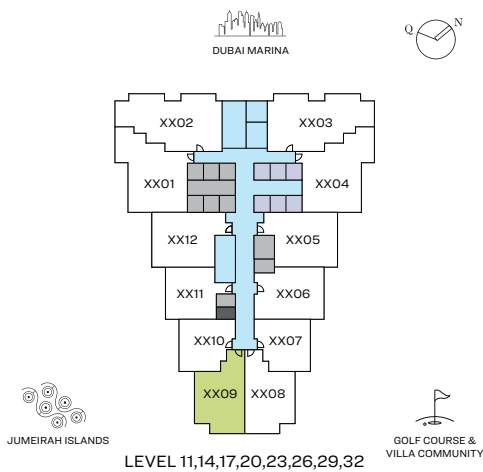 DUBAI MARINA
Q N
XX02 XX03
XX01 XX04
XX12 XX05
XX11 XX06
XX10 XX07
XX09 XX08
JUMEIRAH ISLANDS
GOLF COURSE &
VILLA COMMUNITY
LEVEL 11,14,17,20,23,26,29,32